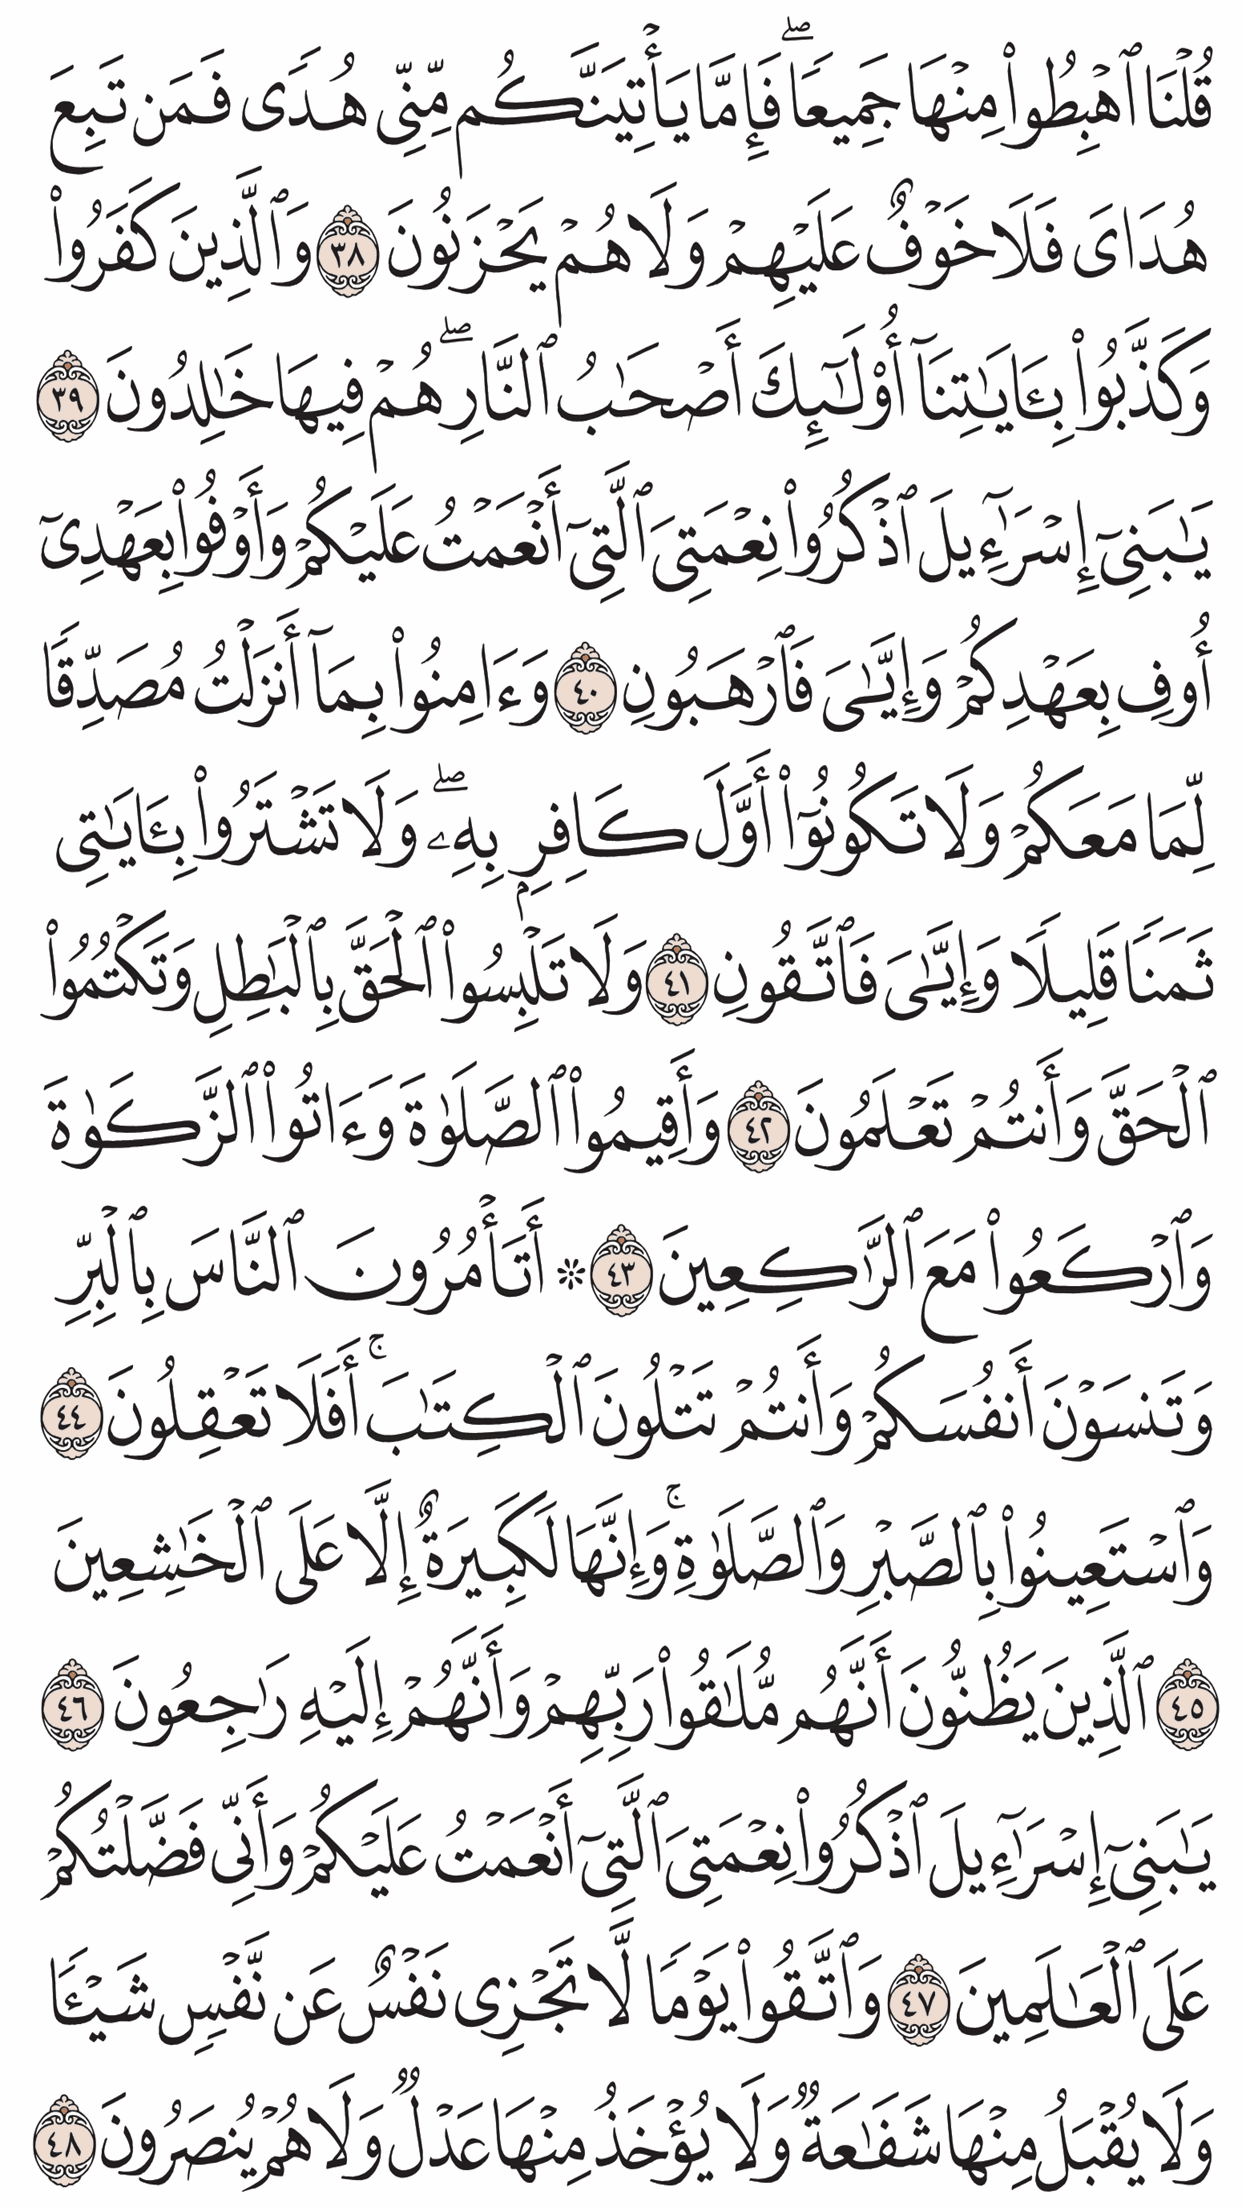 قُلْنَا ٱهْبِطُوا۟ مِنْهَا جَمِيعًا ۖ فَإِمَّا يَأْتِيَنَّكُم مِّنِّى هُدًى فَمَن تَبِعَ
هُدَاىَ فَلَا خَوْفٌ عَلَيْهِمْ وَلَا هُمْ يَحْزَنُونَ ٣٨ وَٱلَّذِينَ كَفَرُوا۟
وَكَذَّبُوا۟ بِـَٔايَـٰتِنَآ أُو۟لَـٰٓئِكَ أَصْحَـٰبُ ٱلنَّارِ ۖ هُمْ فِيهَا خَـٰلِدُونَ ٣٩
يَـٰبَنِىٓ إِسْرَٰٓءِيلَ ٱذْكُرُوا۟ نِعْمَتِىَ ٱلَّتِىٓ أَنْعَمْتُ عَلَيْكُمْ وَأَوْفُوا۟ بِعَهْدِىٓ
أُوفِ بِعَهْدِكُمْ وَإِيَّـٰىَ فَٱرْهَبُونِ ٤٠ وَءَامِنُوا۟ بِمَآ أَنزَلْتُ مُصَدِّقًا
لِّمَا مَعَكُمْ وَلَا تَكُونُوٓا۟ أَوَّلَ كَافِرٍۭ بِهِۦ ۖ وَلَا تَشْتَرُوا۟ بِـَٔايَـٰتِى
ثَمَنًا قَلِيلًا وَإِيَّـٰىَ فَٱتَّقُونِ ٤١ وَلَا تَلْبِسُوا۟ ٱلْحَقَّ بِٱلْبَـٰطِلِ وَتَكْتُمُوا۟
ٱلْحَقَّ وَأَنتُمْ تَعْلَمُونَ ٤٢ وَأَقِيمُوا۟ ٱلصَّلَوٰةَ وَءَاتُوا۟ ٱلزَّكَوٰةَ
وَٱرْكَعُوا۟ مَعَ ٱلرَّٰكِعِينَ ٤٣ ۞ أَتَأْمُرُونَ ٱلنَّاسَ بِٱلْبِرِّ
وَتَنسَوْنَ أَنفُسَكُمْ وَأَنتُمْ تَتْلُونَ ٱلْكِتَـٰبَ ۚ أَفَلَا تَعْقِلُونَ ٤٤
وَٱسْتَعِينُوا۟ بِٱلصَّبْرِ وَٱلصَّلَوٰةِ ۚ وَإِنَّهَا لَكَبِيرَةٌ إِلَّا عَلَى ٱلْخَـٰشِعِينَ
٤٥ ٱلَّذِينَ يَظُنُّونَ أَنَّهُم مُّلَـٰقُوا۟ رَبِّهِمْ وَأَنَّهُمْ إِلَيْهِ رَٰجِعُونَ ٤٦
يَـٰبَنِىٓ إِسْرَٰٓءِيلَ ٱذْكُرُوا۟ نِعْمَتِىَ ٱلَّتِىٓ أَنْعَمْتُ عَلَيْكُمْ وَأَنِّى فَضَّلْتُكُمْ
عَلَى ٱلْعَـٰلَمِينَ ٤٧ وَٱتَّقُوا۟ يَوْمًا لَّا تَجْزِى نَفْسٌ عَن نَّفْسٍ شَيْـًٔا
وَلَا يُقْبَلُ مِنْهَا شَفَـٰعَةٌ وَلَا يُؤْخَذُ مِنْهَا عَدْلٌ وَلَا هُمْ يُنصَرُونَ ٤٨